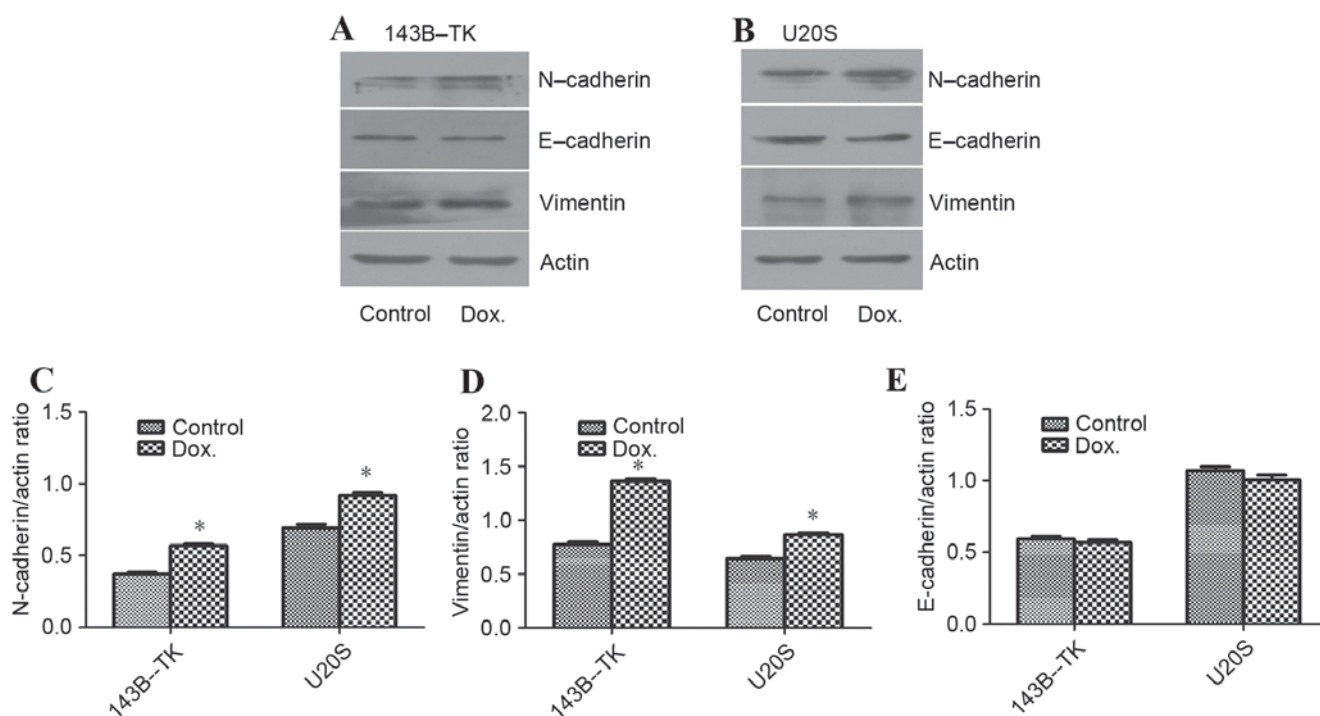 A
143B–TK
N–cadherin
E–cadherin
Vimentin
Actin
Control Dox.
B
U20S
N–cadherin
E–cadherin
Vimentin
Actin
Control Dox.
C
N-cadherin/actin ratio
1.5
1.0
0.5
0.0
Control
Dox.
*
*
143B--TK
U20S
D
Vimentin/actin ratio
2.0
1.5
1.0
0.5
0.0
Control
Dox.
*
*
143B--TK
U20S
E
E-cadherin/actin ratio
1.5
1.0
0.5
0.0
Control
Dox.
143B--TK
U20S